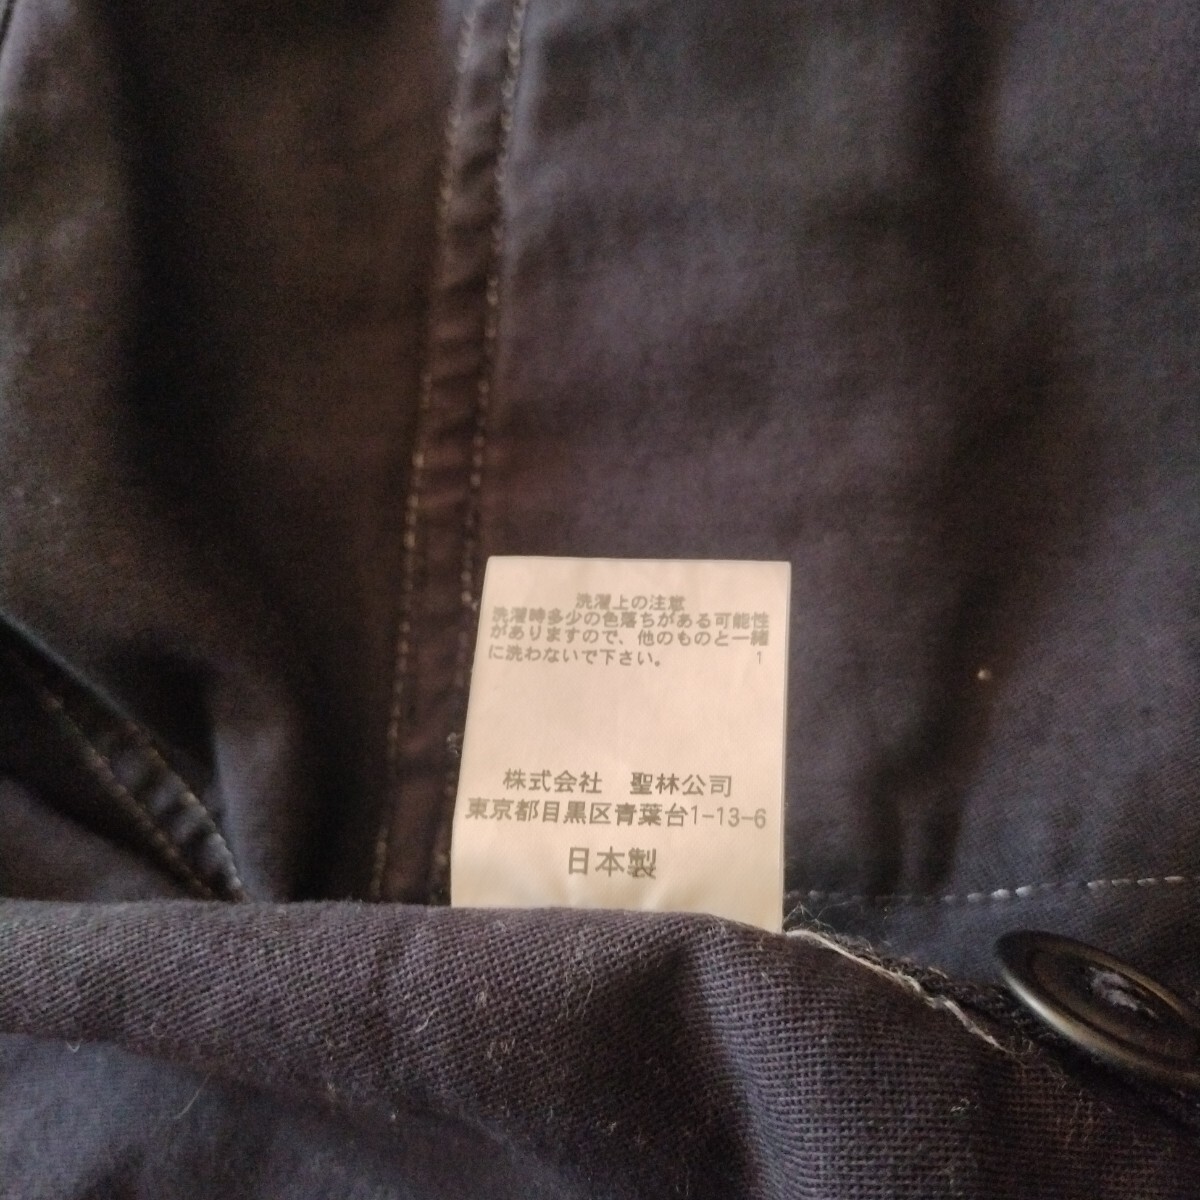 洗濯上の注意
洗濯時多少の色落ちがある可能性
がありますので、他のものと一緒
に洗わないで下さい。 1
株式会社 聖林公司
東京都目黒区青葉台1-13-6
日本製